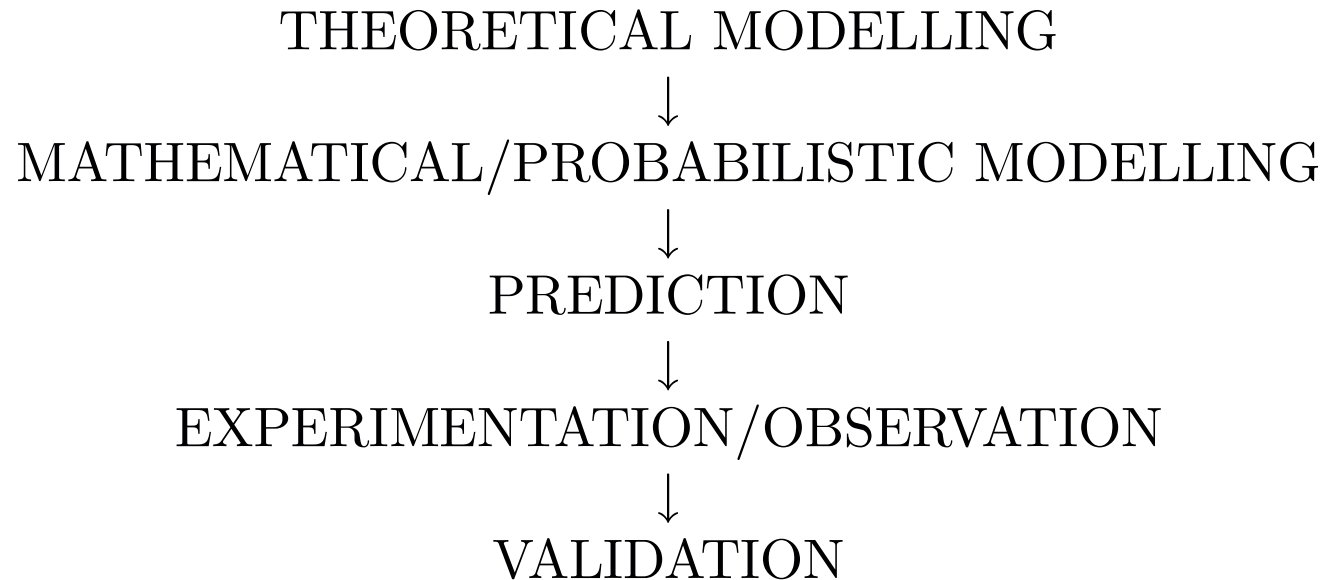 THEORETICAL MODELLING
↓
MATHEMATICAL/PROBABILISTIC MODELLING
↓
PREDICTION
↓
EXPERIMENTATION/OBSERVATION
↓
VALIDATION